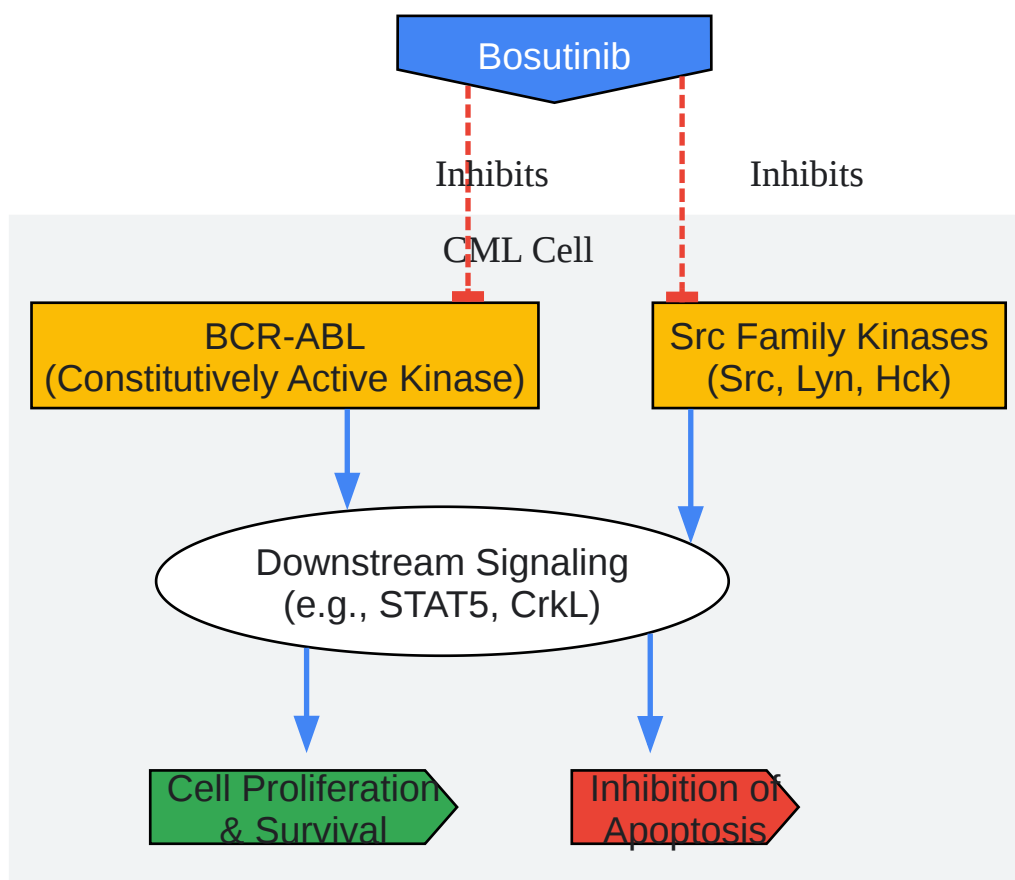 Bosutinib
Inhibits
Inhibits
CML Cell
BCR-ABL
(Constitutively Active Kinase)
Src Family Kinases
(Src, Lyn, Hck)
Downstream Signaling
(e.g., STAT5, CrkL)
Cell Proliferation
& Survival
Inhibition of
Apoptosis